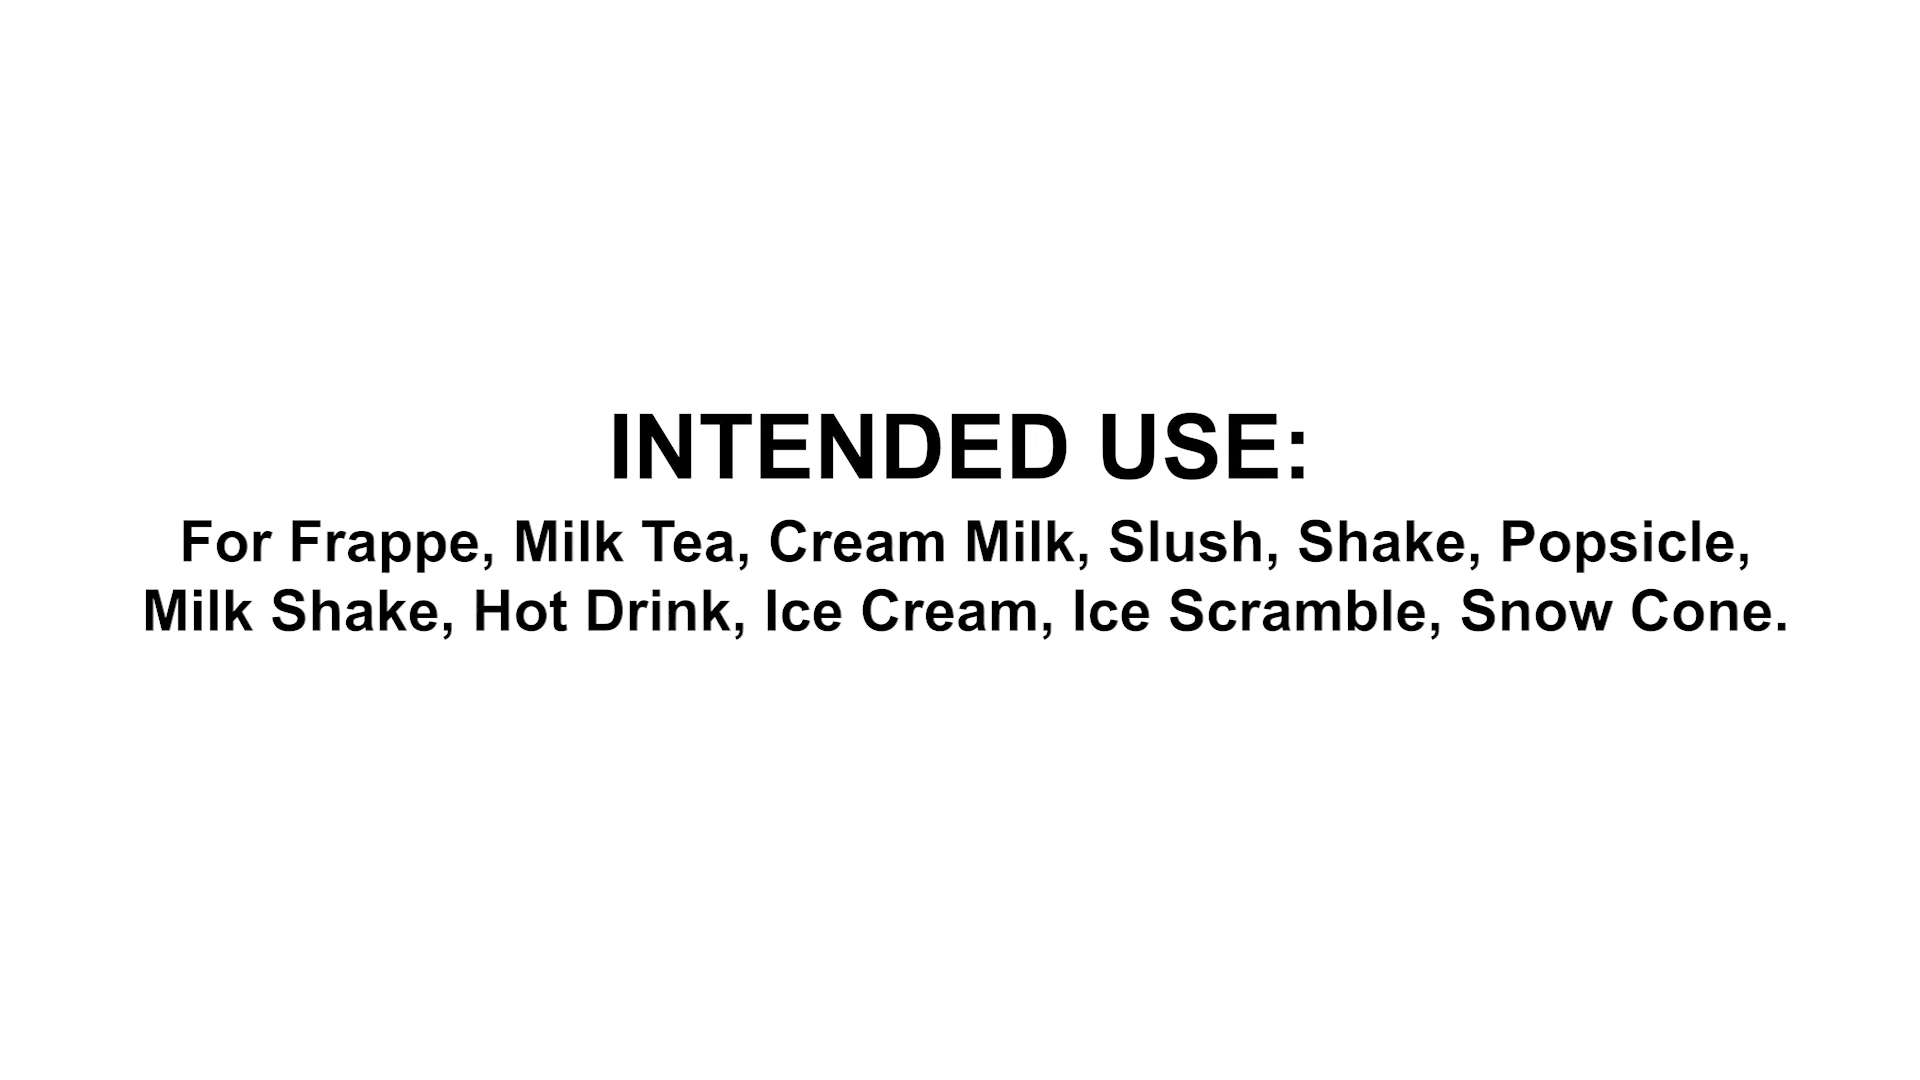 INTENDED USE:
For Frappe, Milk Tea, Cream Milk, Slush, Shake, Popsicle,
Milk Shake, Hot Drink, Ice Cream, Ice Scramble, Snow Cone.